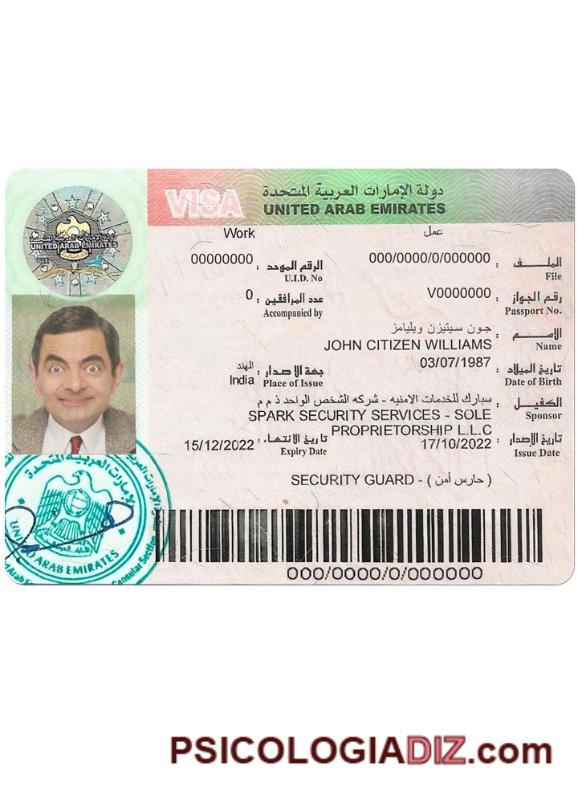 VISA
دولة الإمارات العربية المتحدة
UNITED ARAB EMIRATES
UNITED ARAB EMIRATES
Work عمل
00000000 : الرقم الموحد 000/0000/0/000000 : الملف
U.I.D. No File
0 : عدد المرافقين V0000000 : رقم الجواز
Accompanied by Passport No.
جون سيتيزن ويليامز : الاسم
JOHN CITIZEN WILLIAMS Name
03/07/1987 : تاريخ الميلاد
Date of Birth
الهند : جهة الاصدار
India Place of Issue
سبارك للخدمات الامنيه - شركه الشخص الواحد ذ م م : الكفيل
SPARK SECURITY SERVICES - SOLE Sponsor
PROPRIETORSHIP L.L.C
15/12/2022 : تاريخ الانتهاء 17/10/2022 : تاريخ الاصدار
Expiry Date Issue Date
SECURITY GUARD - ( حارس أمن )
الإمارات العربية المتحدة
UNITED ARAB EMIRATES
Consular Section
000/0000/0/000000
PSICOLOGIADIZ.com